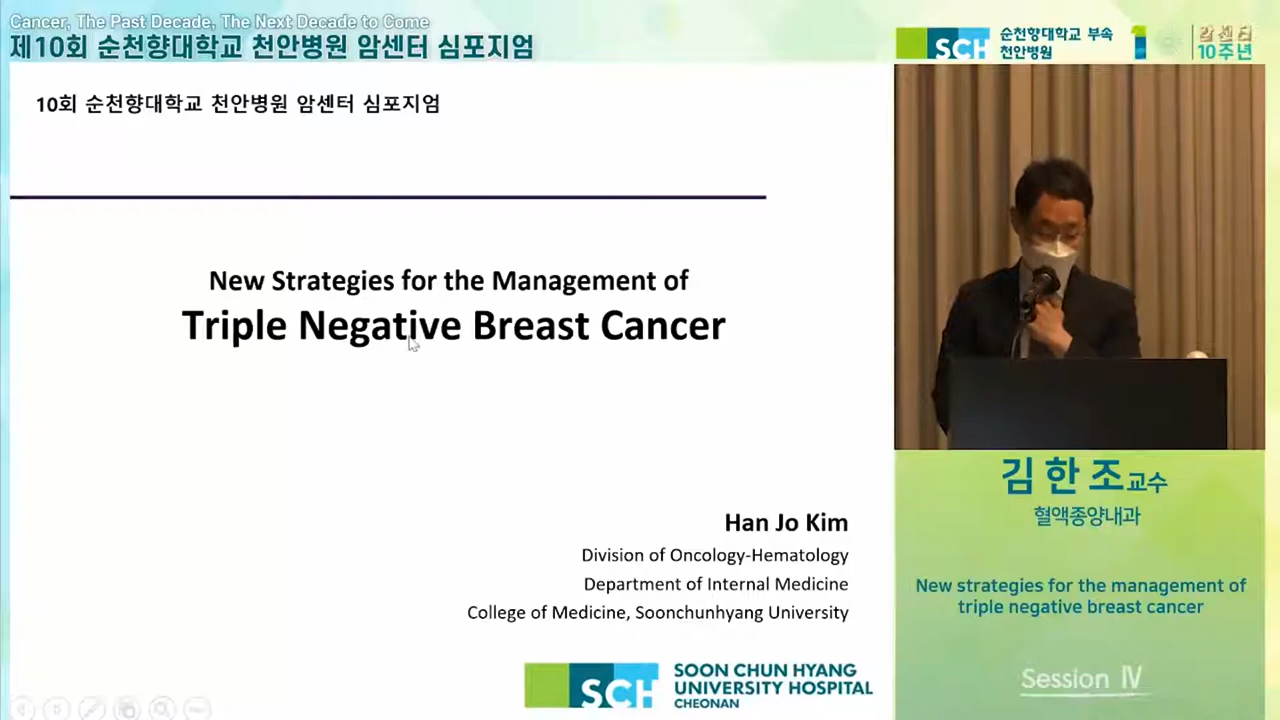 Cancer, The Past Decade, The Next Decade to Come
제10회 순천향대학교 천안병원 암센터 심포지엄
SCH 순천향대학교 부속
천안병원
암센터
10주년
10회 순천향대학교 천안병원 암센터 심포지엄
New Strategies for the Management of
Triple Negative Breast Cancer
Han Jo Kim
Division of Oncology-Hematology
Department of Internal Medicine
College of Medicine, Soonchunhyang University
SCH SOON CHUN HYANG
UNIVERSITY HOSPITAL
CHEONAN
김 한 조 교수
혈액종양내과
New strategies for the management of
triple negative breast cancer
Session Ⅳ